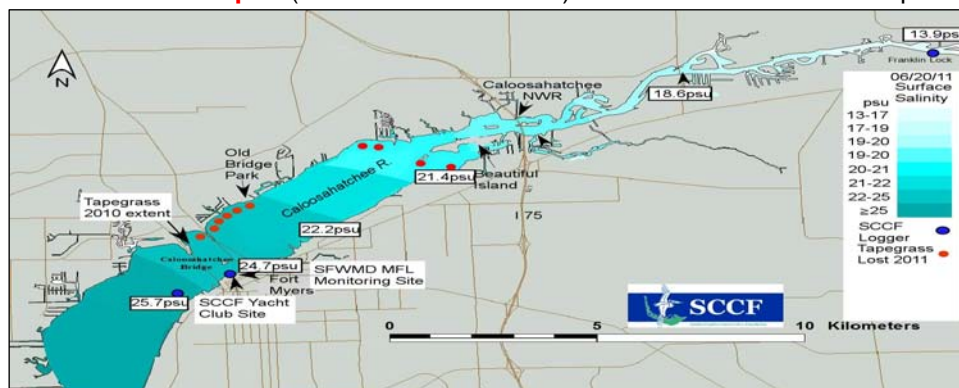 13.9ps
Franklin Lock
06/20/11
Surface
Salinity
psu
13-17
17-19
19-20
20-21
21-22
22-25
≥25
SCCF
Logger
Tapegrass
Lost 2011
N
18.6psu
Caloosahatchee
NWR
Old
Bridge
Park
Caloosahatchee R.
21.4psu
Beautiful
Island
Tapegrass
2010 extent
I 75
22.2psu
Caloosahatchee
Bridge
24.7psu
SFWMD MFL
Monitoring Site
Fort
Myers
25.7psu
SCCF Yacht
Club Site
SCCF
0 5 10 Kilometers